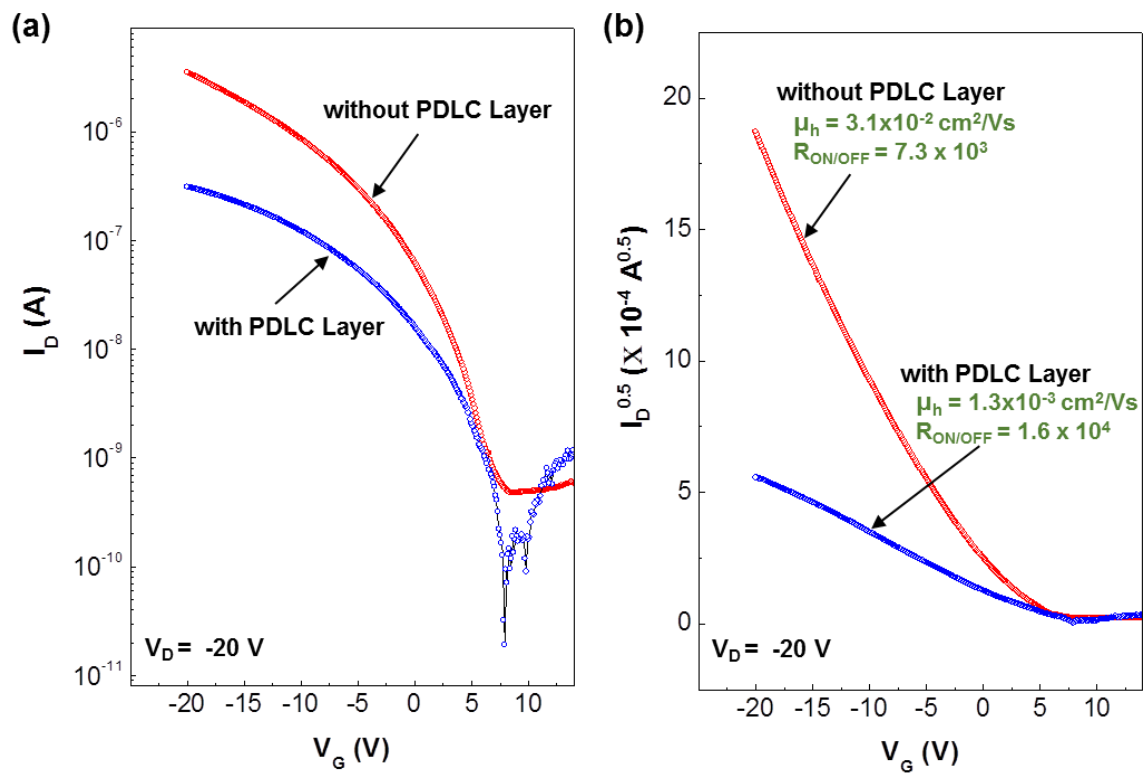 (a)
10⁻⁶
10⁻⁷
10⁻⁸
10⁻⁹
10⁻¹⁰
10⁻¹¹
I_D (A)
without PDLC Layer
with PDLC Layer
V_D = -20 V
-20 -15 -10 -5 0 5 10
V_G (V)
(b)
20
15
10
5
0
I_D^0.5 (X 10⁻⁴ A^0.5)
without PDLC Layer
μ_h = 3.1x10⁻² cm²/Vs
R_ON/OFF = 7.3 x 10³
with PDLC Layer
μ_h = 1.3x10⁻³ cm²/Vs
R_ON/OFF = 1.6 x 10⁴
V_D = -20 V
-20 -15 -10 -5 0 5 10
V_G (V)